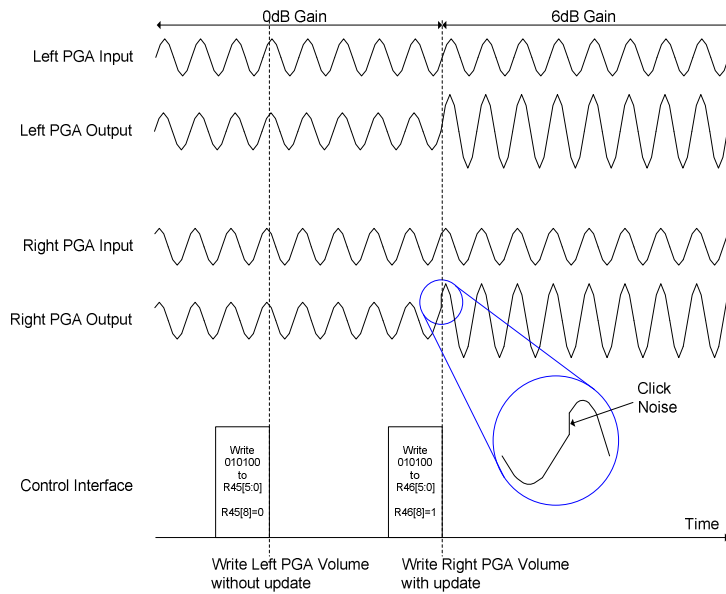 0dB Gain
6dB Gain
Left PGA Input
Left PGA Output
Right PGA Input
Right PGA Output
Click
Noise
Write
010100
to
R45[5:0]
R45[8]=0
Write
010100
to
R46[5:0]
R46[8]=1
Control Interface
Time
Write Left PGA Volume
without update
Write Right PGA Volume
with update